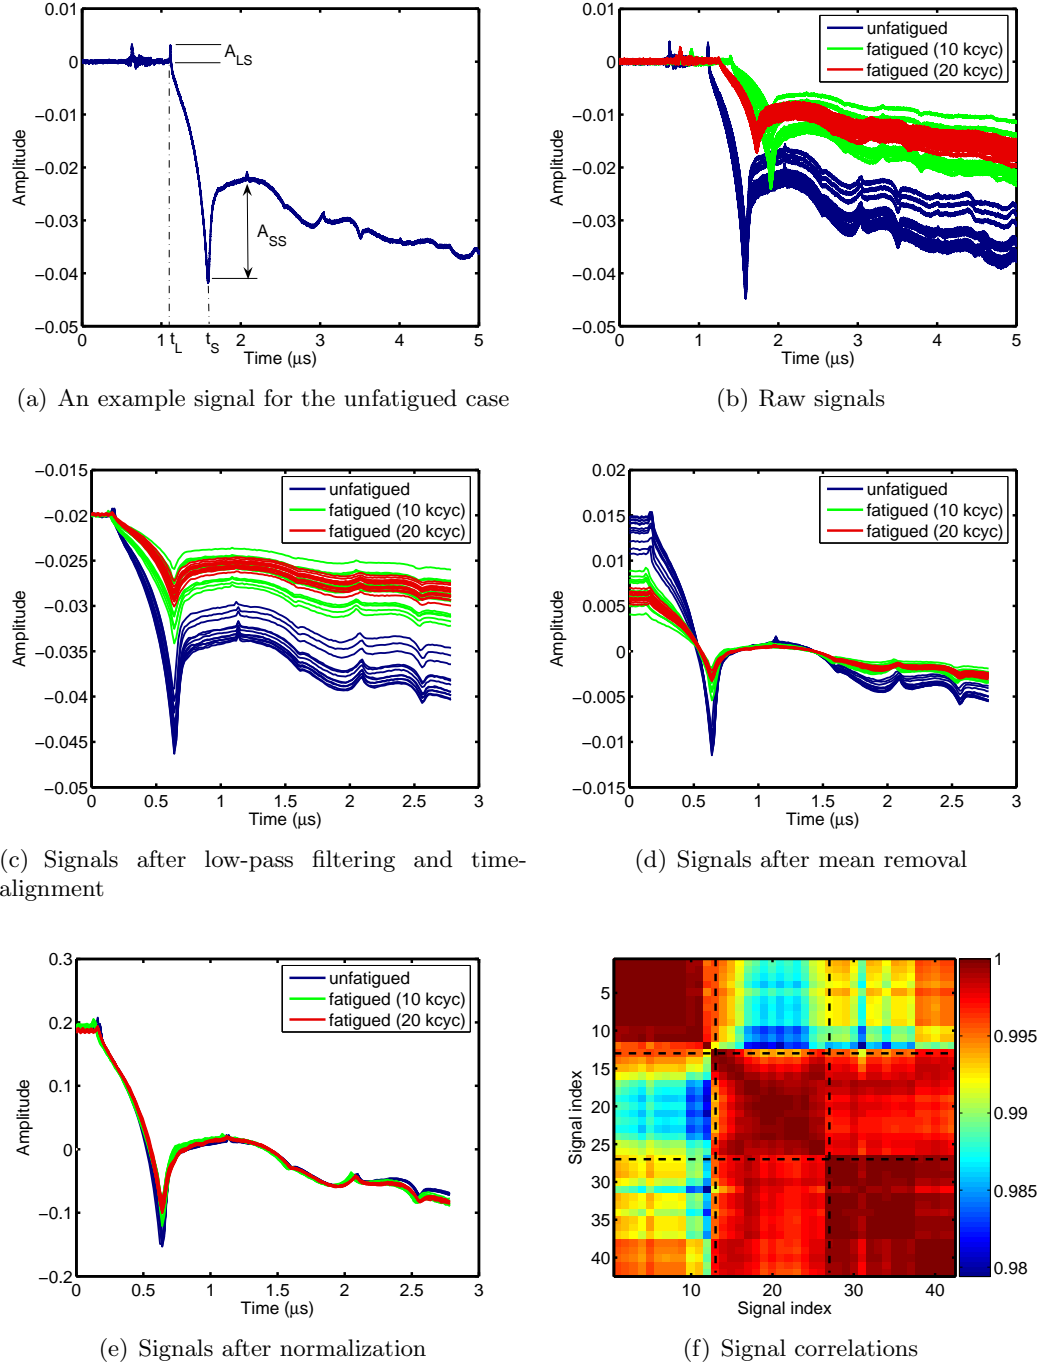 0.01
0
−0.01
−0.02
−0.03
−0.04
−0.05
Amplitude
A_LS
A_SS
0 1 2 3 4 5
t_L t_S
Time (μs)
(a) An example signal for the unfatigued case
0.01
0
−0.01
−0.02
−0.03
−0.04
−0.05
Amplitude
unfatigued
fatigued (10 kcyc)
fatigued (20 kcyc)
0 1 2 3 4 5
Time (μs)
(b) Raw signals
−0.015
−0.02
−0.025
−0.03
−0.035
−0.04
−0.045
−0.05
Amplitude
unfatigued
fatigued (10 kcyc)
fatigued (20 kcyc)
0 0.5 1 1.5 2 2.5 3
Time (μs)
(c) Signals after low-pass filtering and time-
alignment
0.02
0.015
0.01
0.005
0
−0.005
−0.01
0.015
Amplitude
unfatigued
fatigued (10 kcyc)
fatigued (20 kcyc)
0 0.5 1 1.5 2 2.5 3
Time (μs)
(d) Signals after mean removal
0.3
0.2
0.1
0
−0.1
−0.2
Amplitude
unfatigued
fatigued (10 kcyc)
fatigued (20 kcyc)
0 0.5 1 1.5 2 2.5 3
Time (μs)
(e) Signals after normalization
5
10
15
20
25
30
35
40
Signal index
10 20 30 40
Signal index
1
0.995
0.99
0.985
0.98
(f) Signal correlations